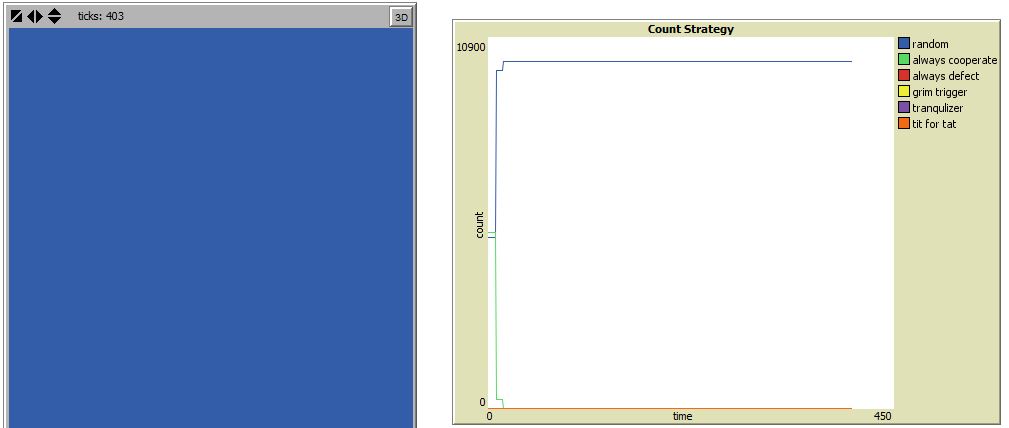 ticks: 403
3D
Count Strategy
10900
count
0
0
time
450
random
always cooperate
always defect
grim trigger
tranqulizer
tit for tat